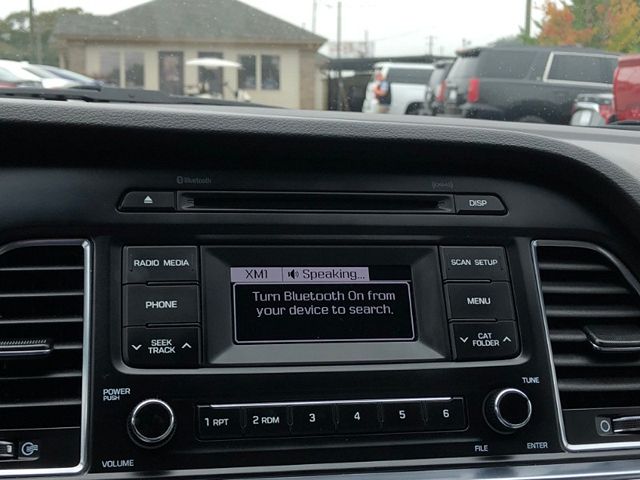 Bluetooth
DISP
RADIO MEDIA
PHONE
SEEK
TRACK
XM1 Speaking...
Turn Bluetooth On from
your device to search.
SCAN SETUP
MENU
CAT
FOLDER
POWER
PUSH
VOLUME
1 RPT 2 RDM 3 4 5 6
TUNE
FILE ENTER